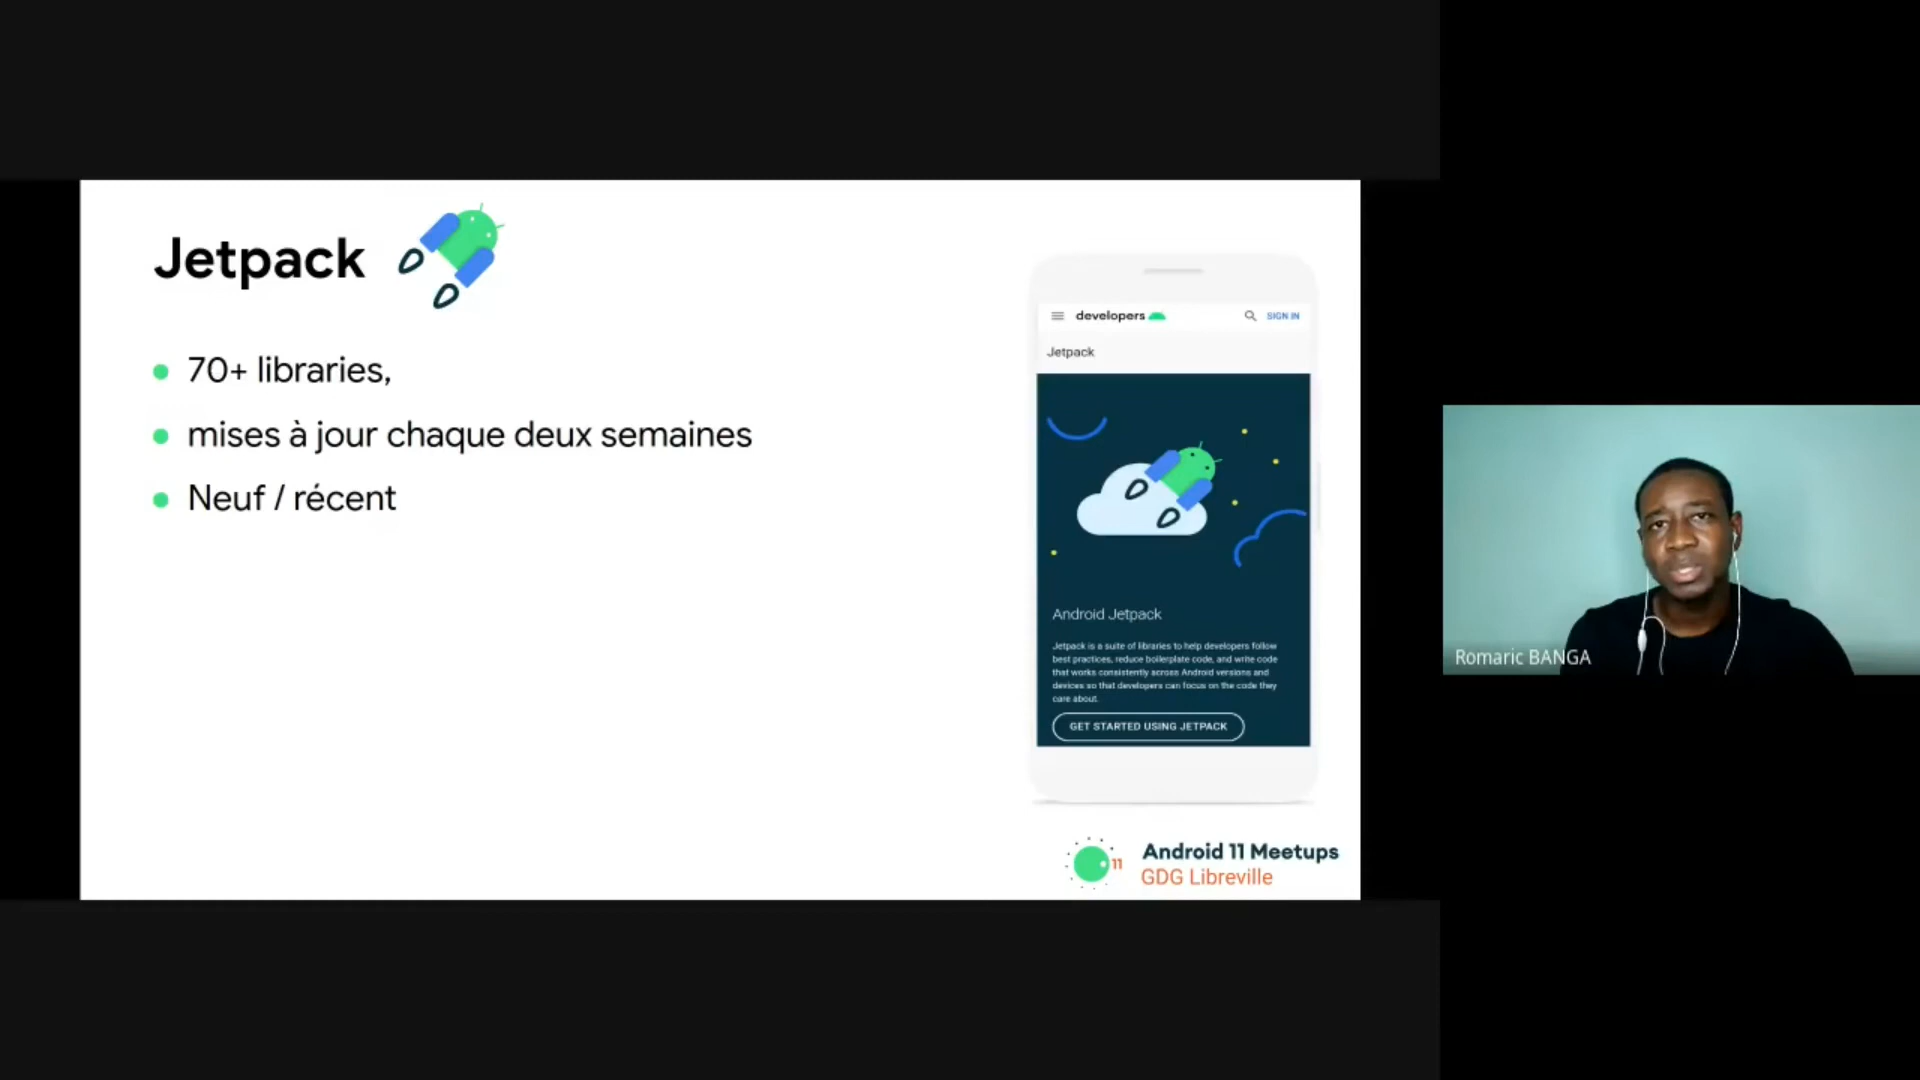 Jetpack
70+ libraries,
mises à jour chaque deux semaines
Neuf / récent
developers
SIGN IN
Jetpack
Android Jetpack
Jetpack is a suite of libraries to help developers follow
best practices, reduce boilerplate code, and write code
that works consistently across Android versions and
devices so that developers can focus on the code they
care about.
GET STARTED USING JETPACK
11
Android 11 Meetups
GDG Libreville
Romaric BANGA